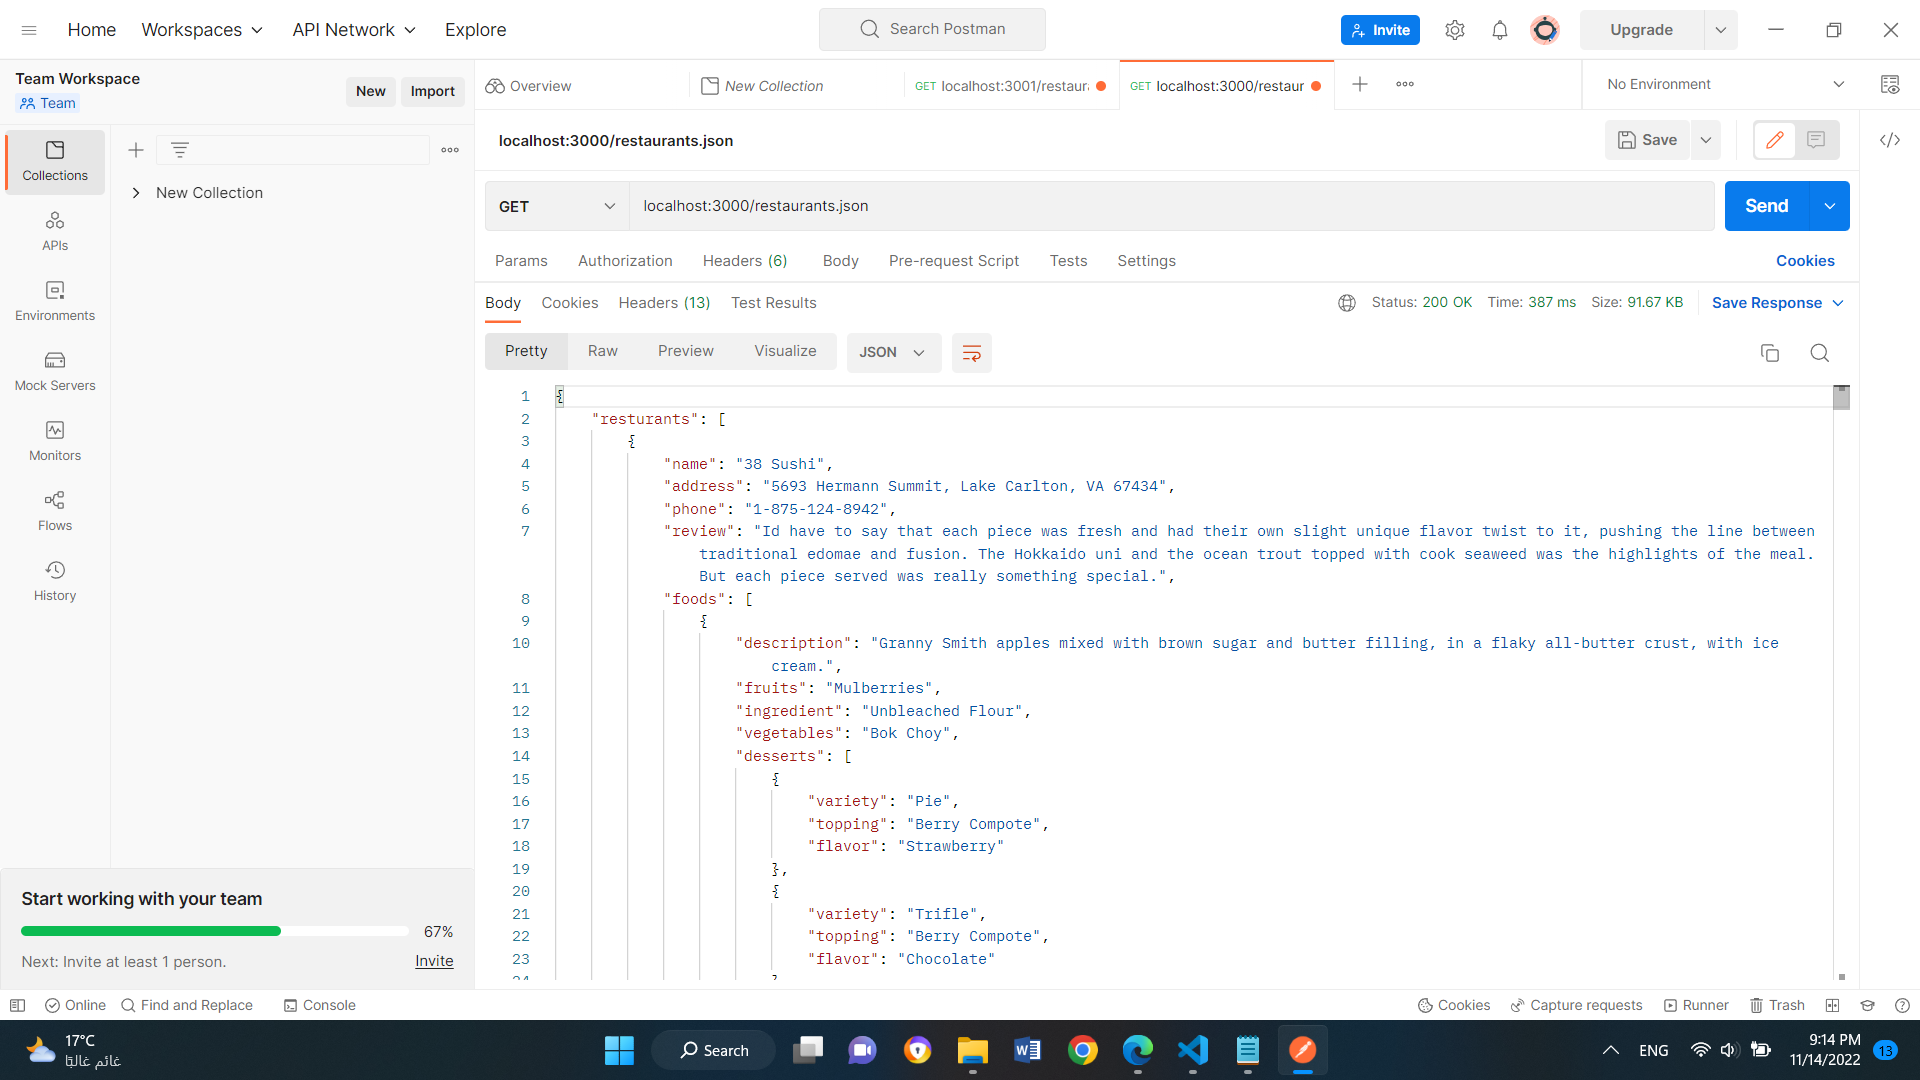 Home Workspaces API Network Explore Search Postman Invite Upgrade
Team Workspace
Team
New Import
Overview New Collection GET localhost:3001/restaur GET localhost:3000/restaur No Environment
localhost:3000/restaurants.json Save
Collections
New Collection
APIs
Environments
Mock Servers
Monitors
Flows
History
GET localhost:3000/restaurants.json Send
Params Authorization Headers (6) Body Pre-request Script Tests Settings Cookies
Body Cookies Headers (13) Test Results Status: 200 OK Time: 387 ms Size: 91.67 KB Save Response
Pretty Raw Preview Visualize JSON
1 {
2 "resturants": [
3 {
4 "name": "38 Sushi",
5 "address": "5693 Hermann Summit, Lake Carlton, VA 67434",
6 "phone": "1-875-124-8942",
7 "review": "Id have to say that each piece was fresh and had their own slight unique flavor twist to it, pushing the line between
traditional edomae and fusion. The Hokkaido uni and the ocean trout topped with cook seaweed was the highlights of the meal.
But each piece served was really something special.",
8 "foods": [
9 {
10 "description": "Granny Smith apples mixed with brown sugar and butter filling, in a flaky all-butter crust, with ice
cream.",
11 "fruits": "Mulberries",
12 "ingredient": "Unbleached Flour",
13 "vegetables": "Bok Choy",
14 "desserts": [
15 {
16 "variety": "Pie",
17 "topping": "Berry Compote",
18 "flavor": "Strawberry"
19 },
20 {
21 "variety": "Trifle",
22 "topping": "Berry Compote",
23 "flavor": "Chocolate"
Start working with your team
67%
Next: Invite at least 1 person. Invite
Online Find and Replace Console Cookies Capture requests Runner Trash
17°C
غائم غالبًا
Search
ENG
9:14 PM
11/14/2022
13